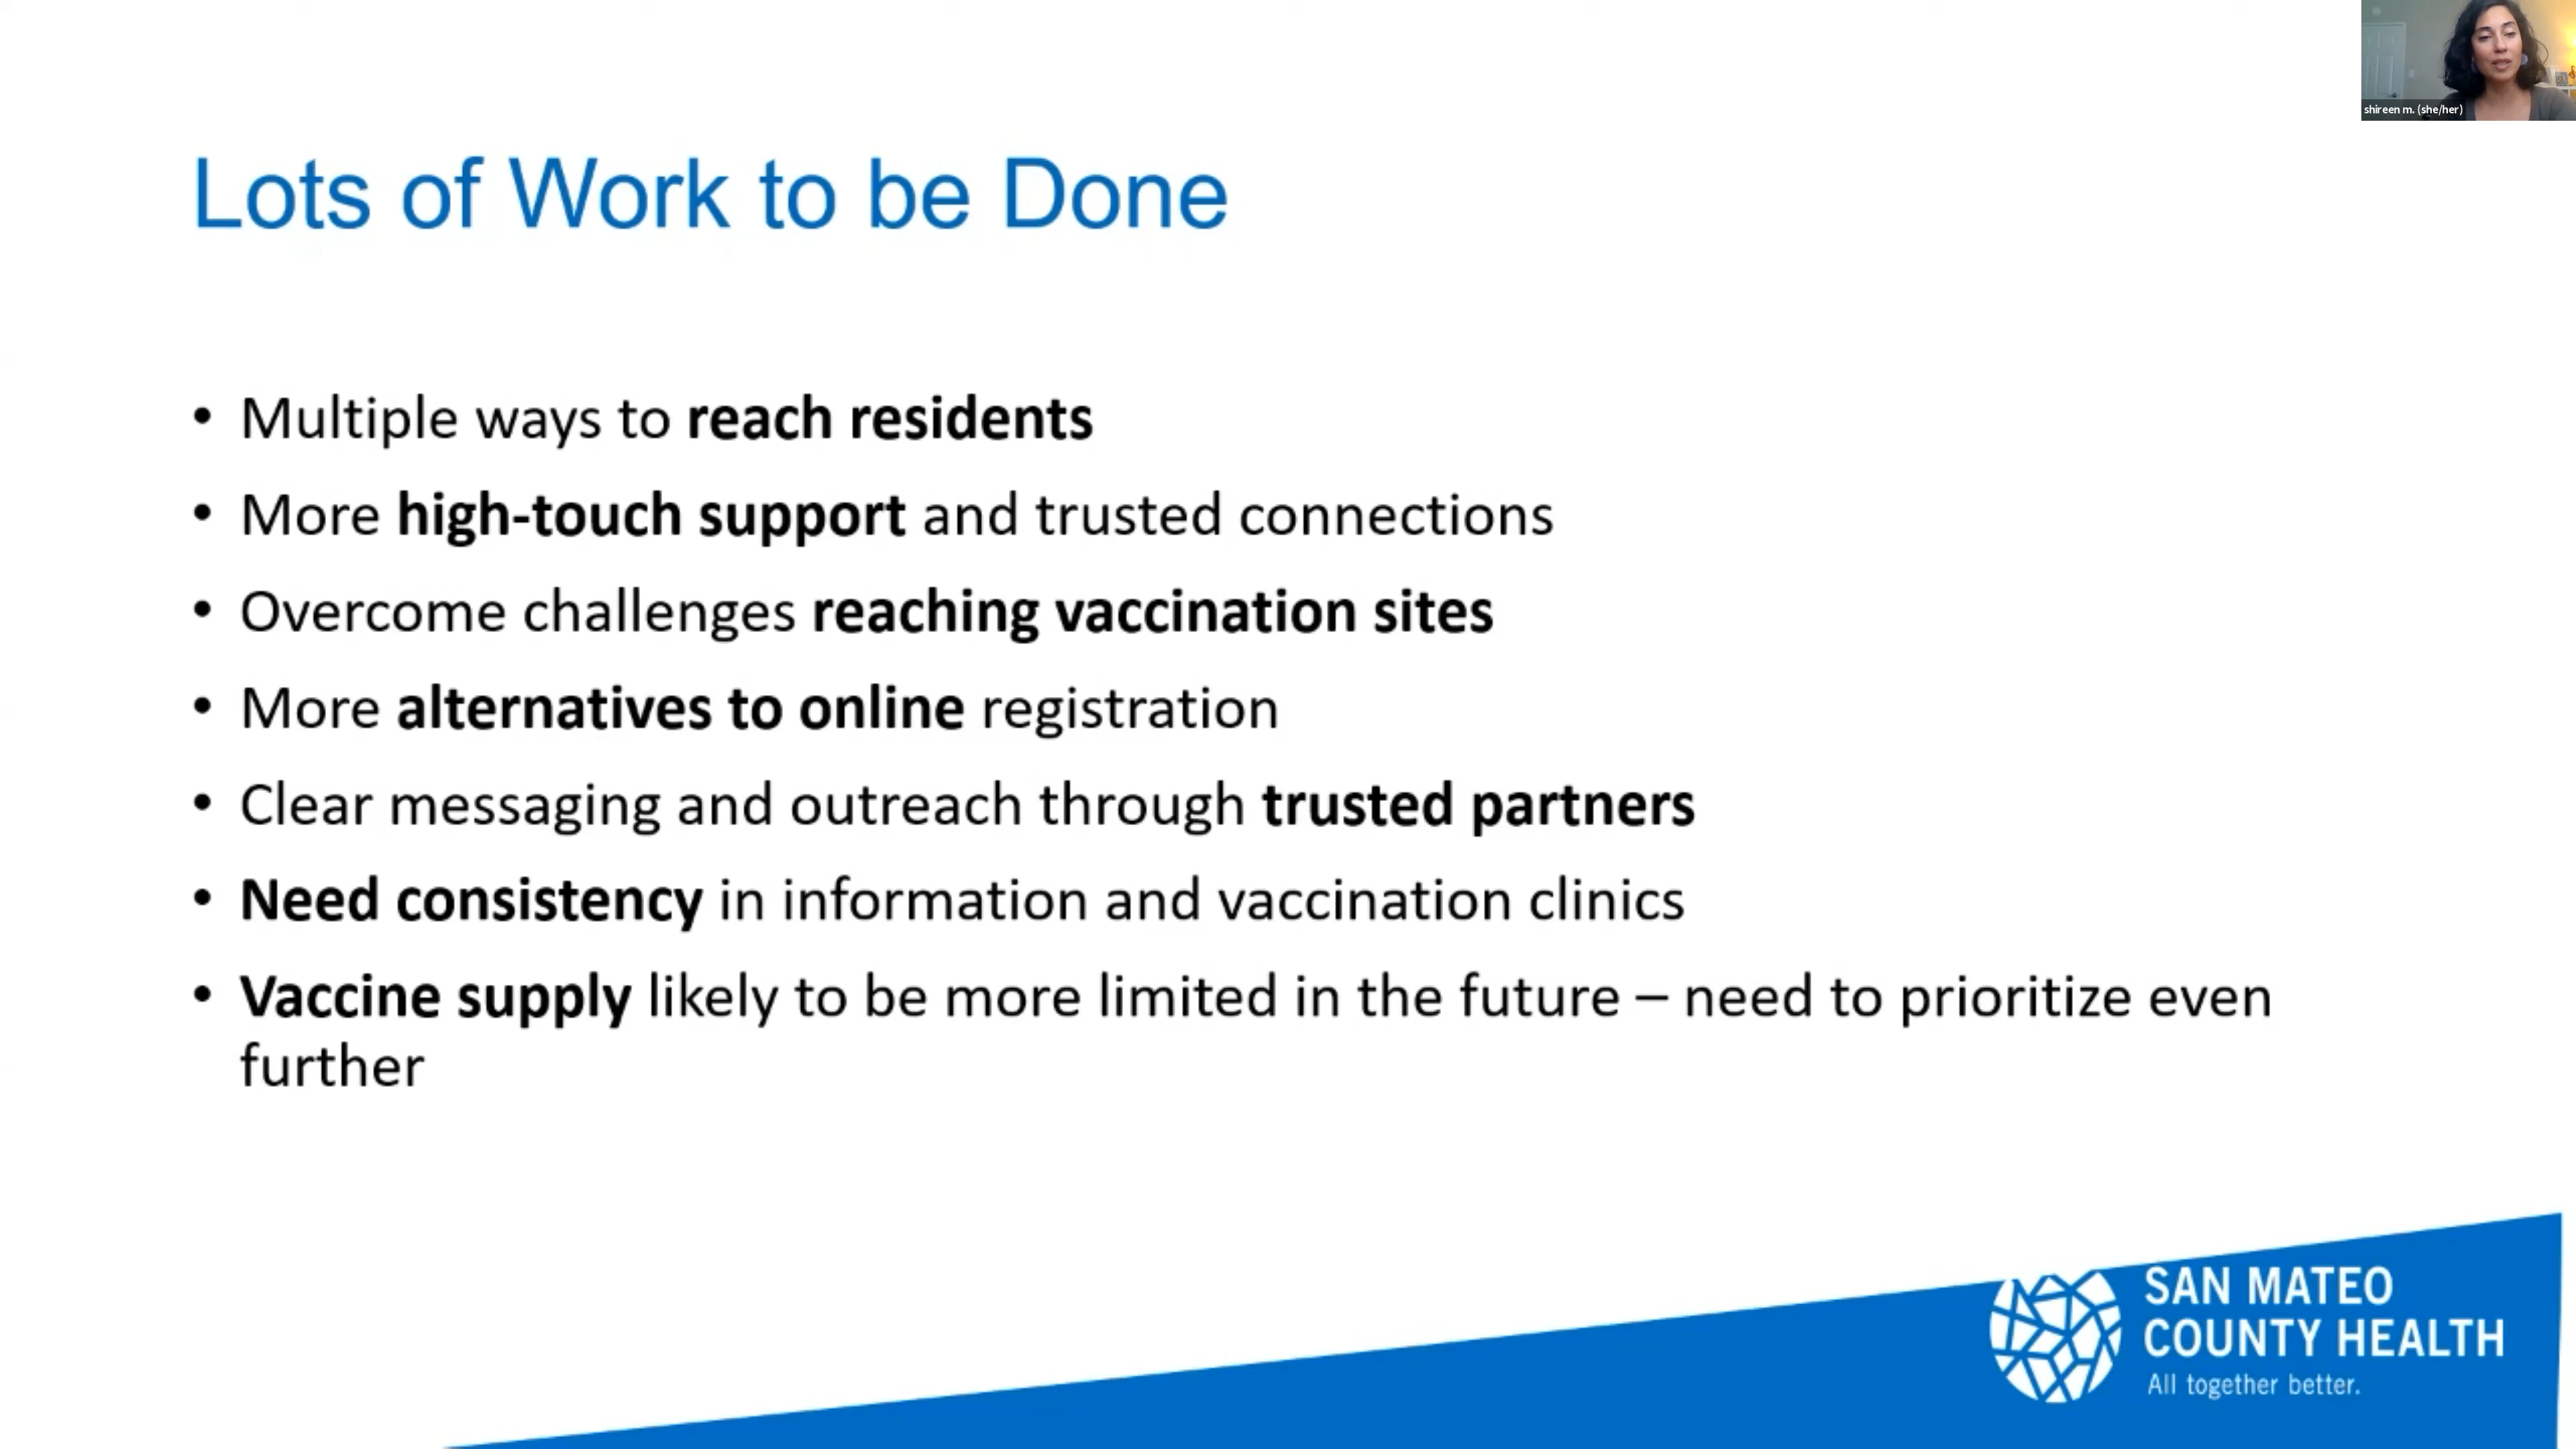 shireen m. (she/her)
Lots of Work to be Done
• Multiple ways to reach residents
• More high-touch support and trusted connections
• Overcome challenges reaching vaccination sites
• More alternatives to online registration
• Clear messaging and outreach through trusted partners
• Need consistency in information and vaccination clinics
• Vaccine supply likely to be more limited in the future – need to prioritize even
further
SAN MATEO
COUNTY HEALTH
All together better.